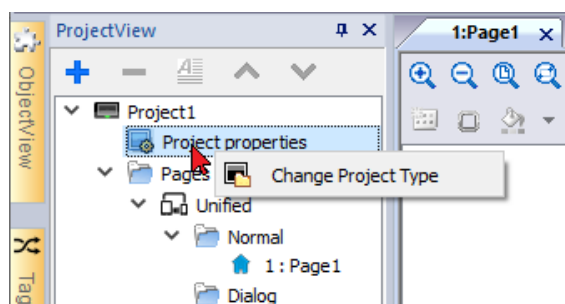 ProjectView
1:Page1
ObjectView
Project1
Project properties
Change Project Type
Pages
Unified
Normal
1 : Page1
Dialog
Tag